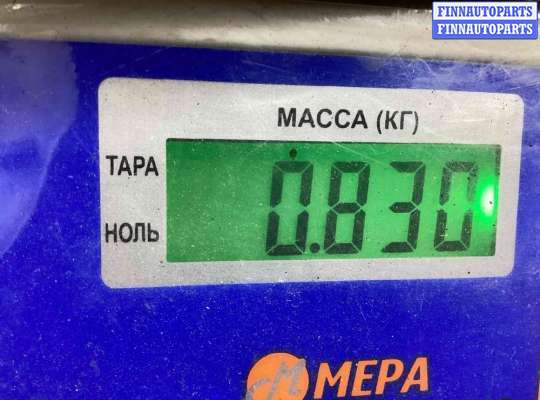 FINNAUTOPARTS
FINNAUTOPARTS
МАССА (КГ)
ТАРА
НОЛЬ
0.830
МЕРА